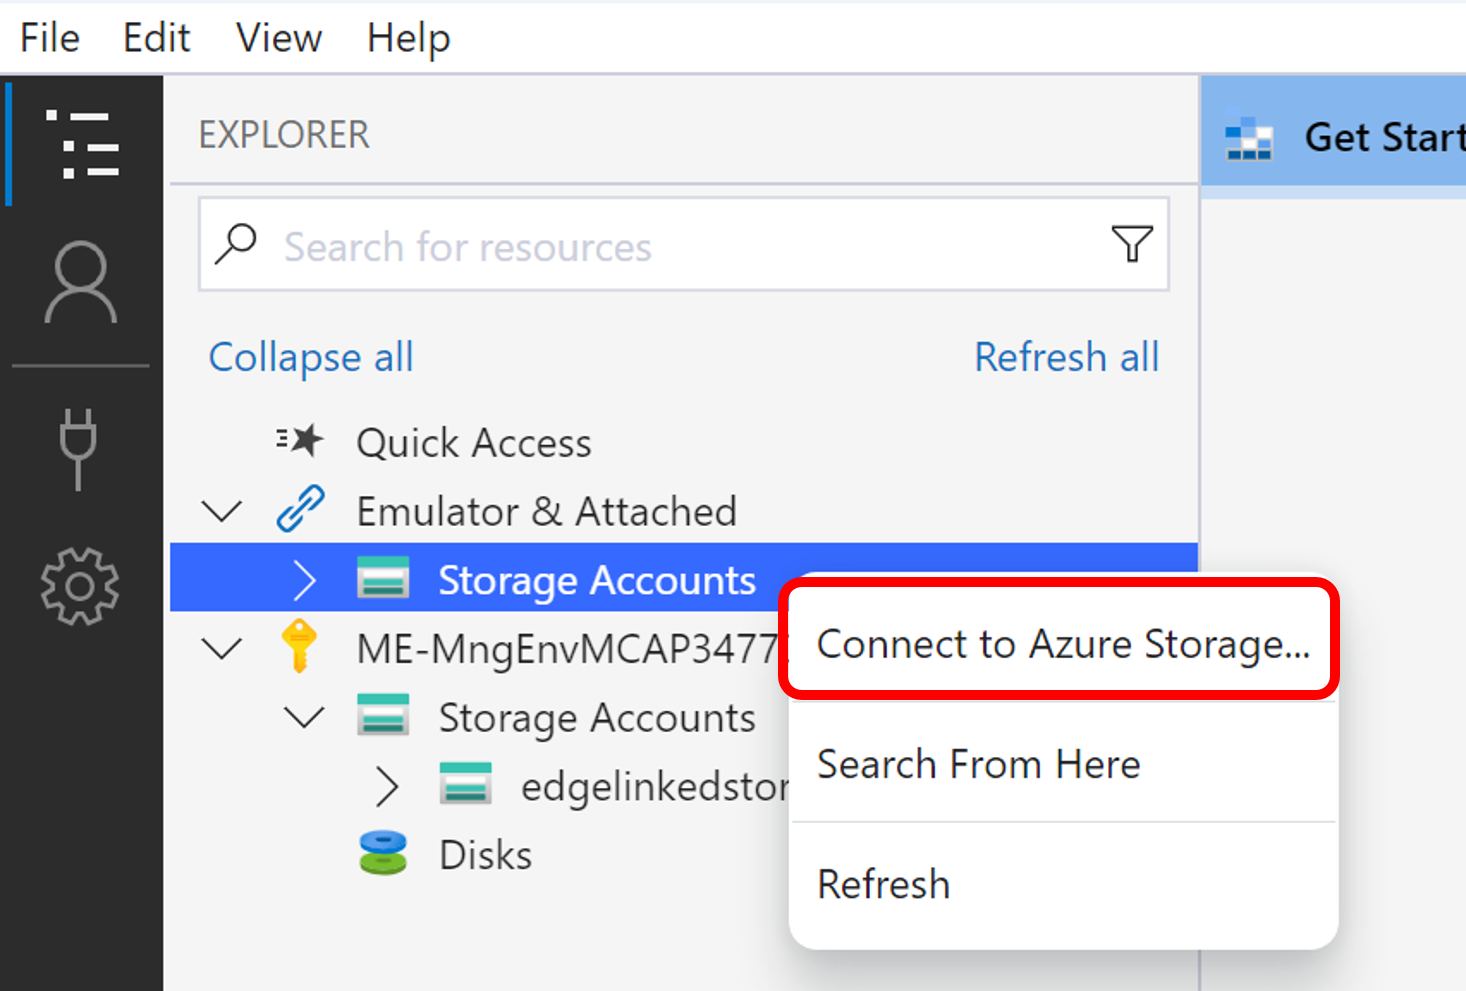 File Edit View Help
EXPLORER
Get Start
Search for resources
Collapse all Refresh all
Quick Access
Emulator & Attached
Storage Accounts
Connect to Azure Storage...
ME-MngEnvMCAP3477
Storage Accounts
Search From Here
edgelinkedstor
Disks
Refresh